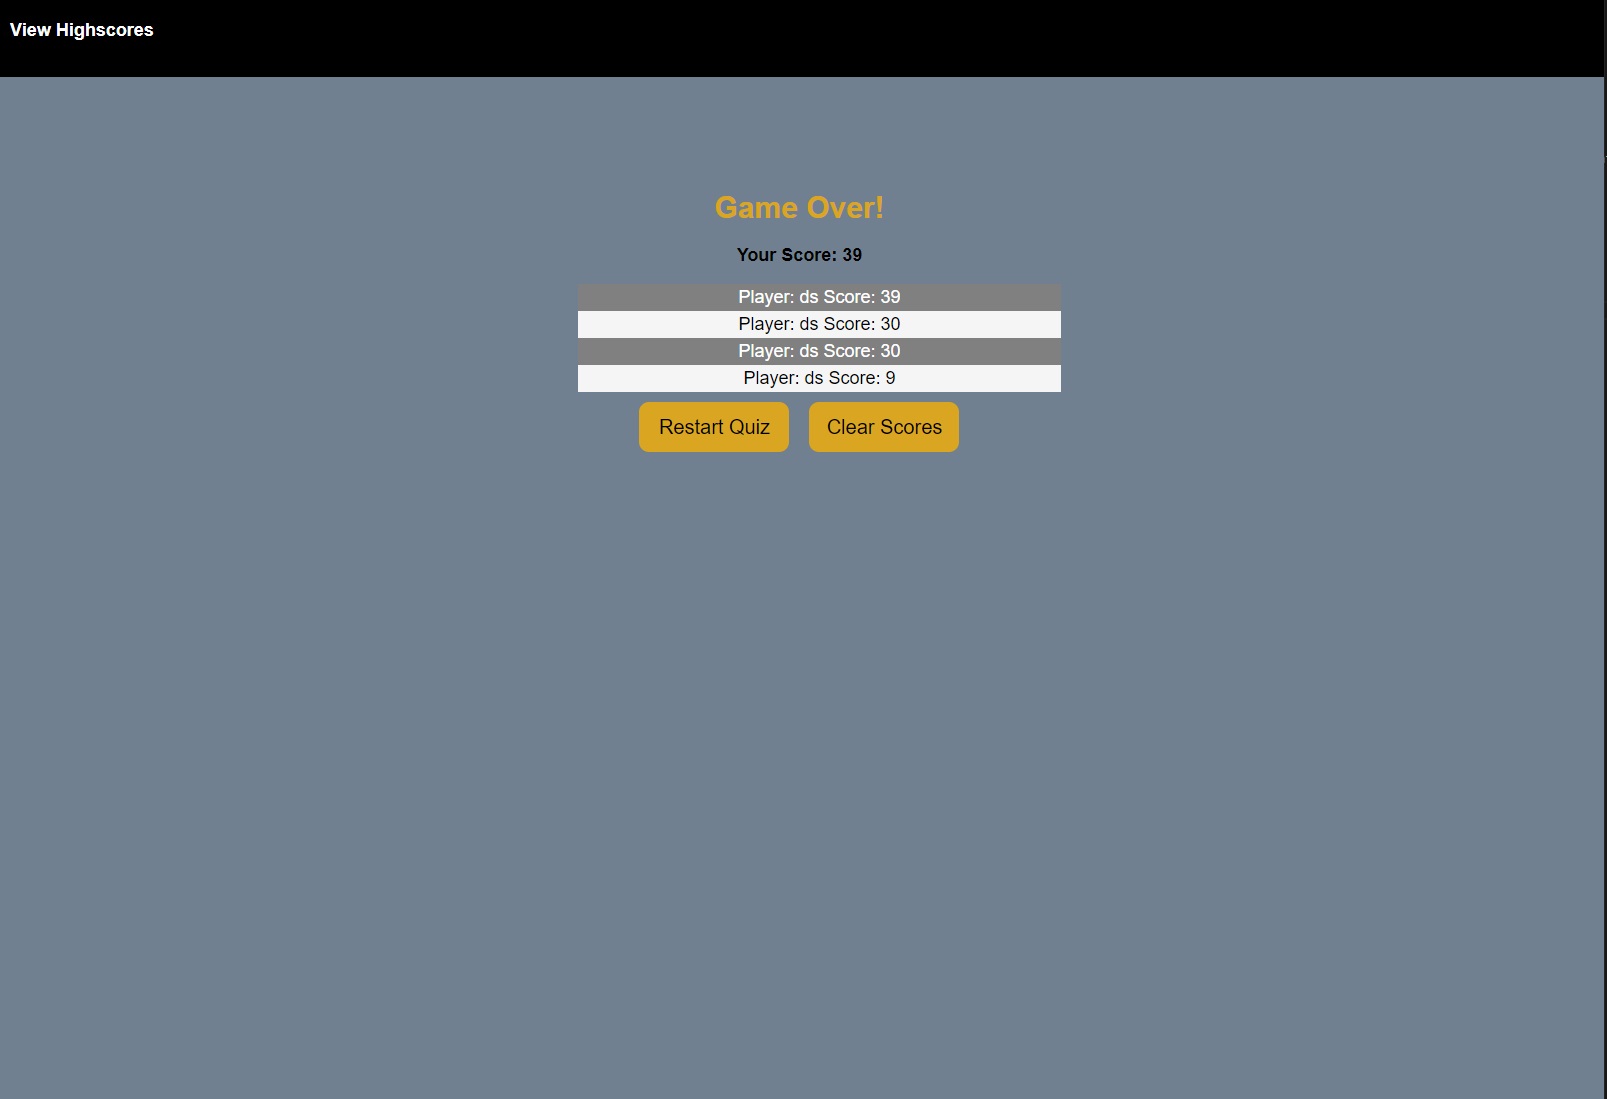 View Highscores
Game Over!
Your Score: 39
Player: ds Score: 39
Player: ds Score: 30
Player: ds Score: 30
Player: ds Score: 9
Restart Quiz Clear Scores